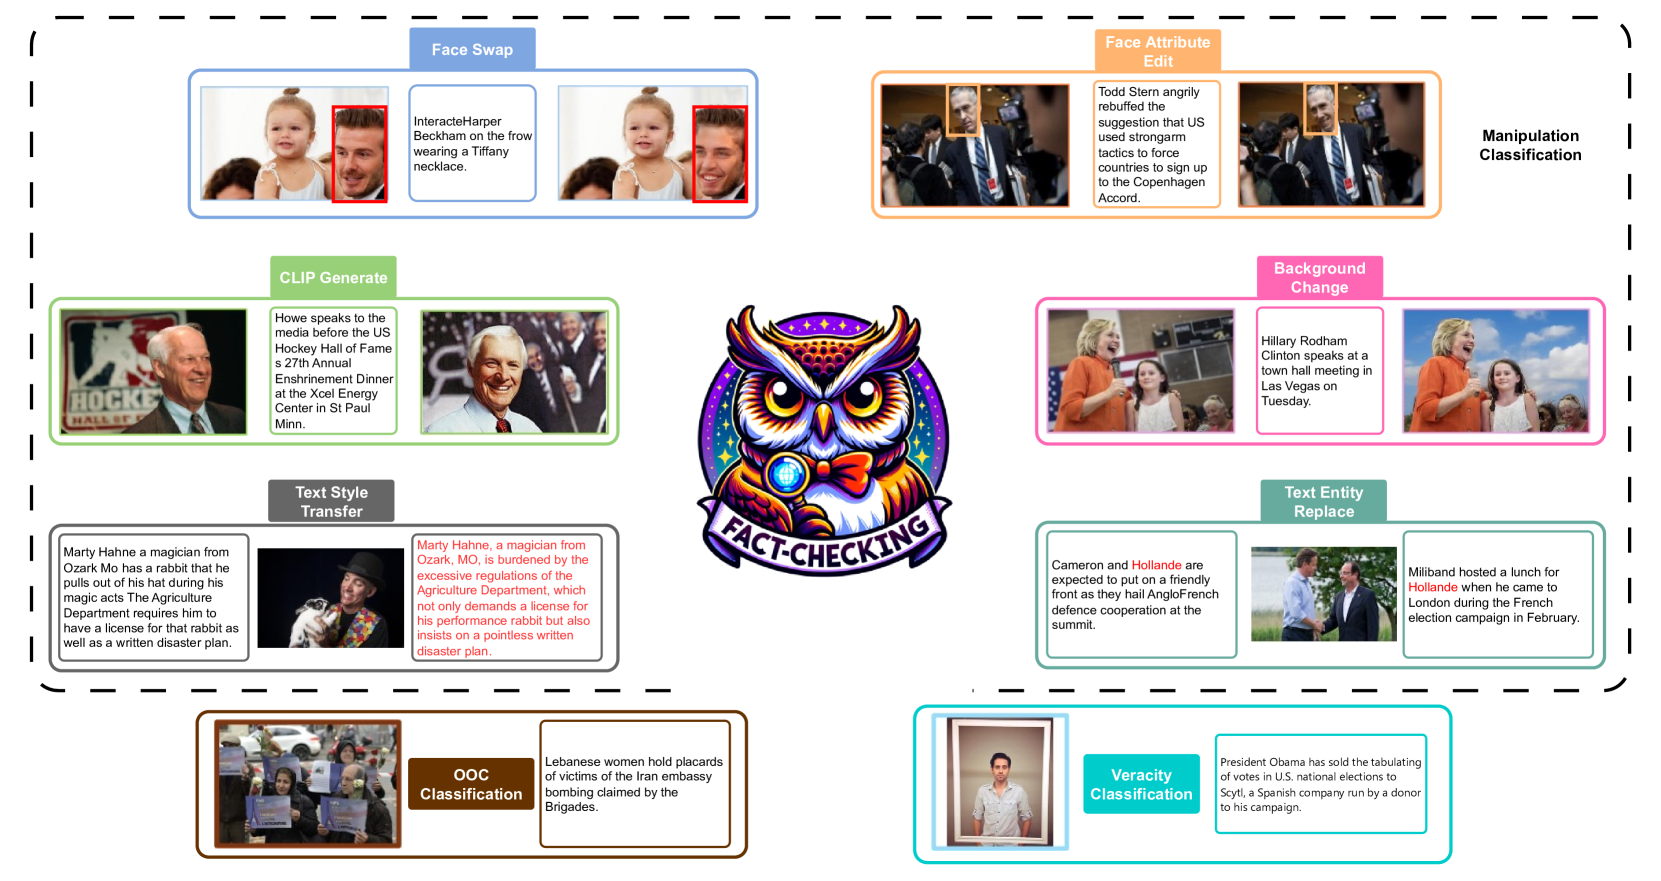 Face Swap
InteracteHarper
Beckham on the frow
wearing a Tiffany
necklace.
Face Attribute
Edit
Todd Stern angrily
rebuffed the
suggestion that US
used strongarm
tactics to force
countries to sign up
to the Copenhagen
Accord.
Manipulation
Classification
CLIP Generate
HOCKE
HALL OF
Howe speaks to the
media before the US
Hockey Hall of Fame
s 27th Annual
Enshrinement Dinner
at the Xcel Energy
Center in St Paul
Minn.
Background
Change
Hillary Rodham
Clinton speaks at a
town hall meeting in
Las Vegas on
Tuesday.
FACT-CHECKING
Text Style
Transfer
Marty Hahne a magician from
Ozark Mo has a rabbit that he
pulls out of his hat during his
magic acts The Agriculture
Department requires him to
have a license for that rabbit as
well as a written disaster plan.
Marty Hahne, a magician from
Ozark, MO, is burdened by the
excessive regulations of the
Agriculture Department, which
not only demands a license for
his performance rabbit but also
insists on a pointless written
disaster plan.
Text Entity
Replace
Cameron and Hollande are
expected to put on a friendly
front as they hail AngloFrench
defence cooperation at the
summit.
Miliband hosted a lunch for
Hollande when he came to
London during the French
election campaign in February.
OOC
Classification
Lebanese women hold placards
of victims of the Iran embassy
bombing claimed by the
Brigades.
Veracity
Classification
President Obama has sold the tabulating
of votes in U.S. national elections to
Scytl, a Spanish company run by a donor
to his campaign.